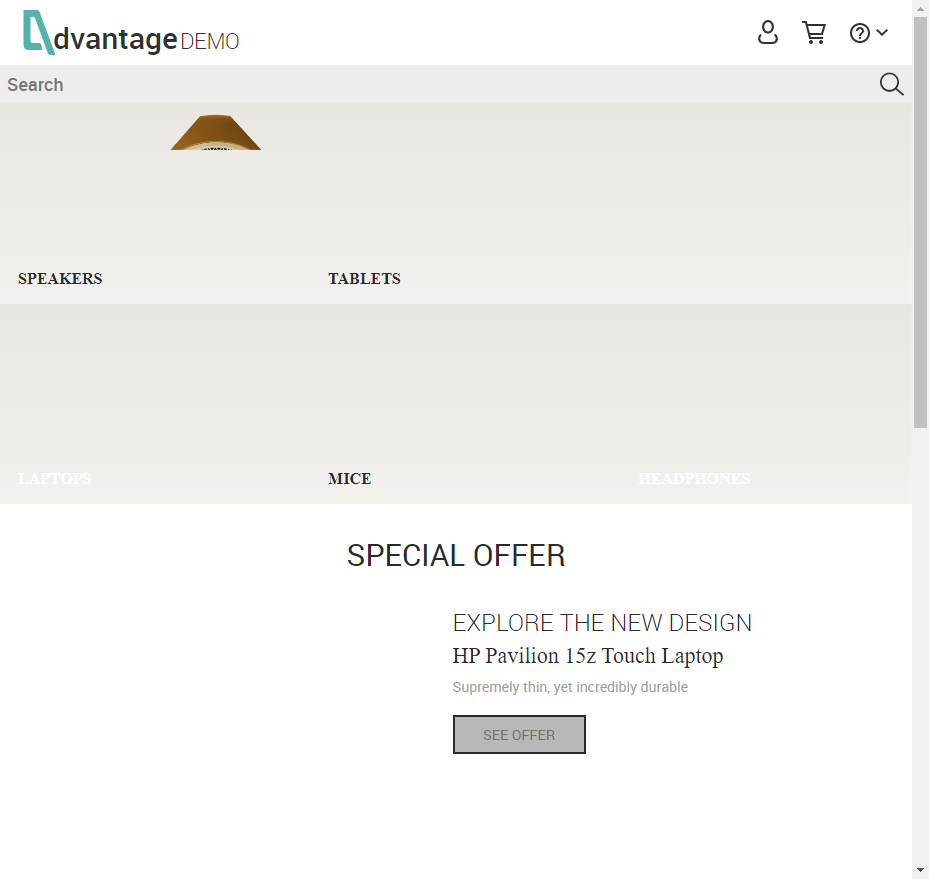 dvantage DEMO
Search
SPEAKERS
TABLETS
LAPTOPS
MICE
HEADPHONES
SPECIAL OFFER
EXPLORE THE NEW DESIGN
HP Pavilion 15z Touch Laptop
Supremely thin, yet incredibly durable
SEE OFFER